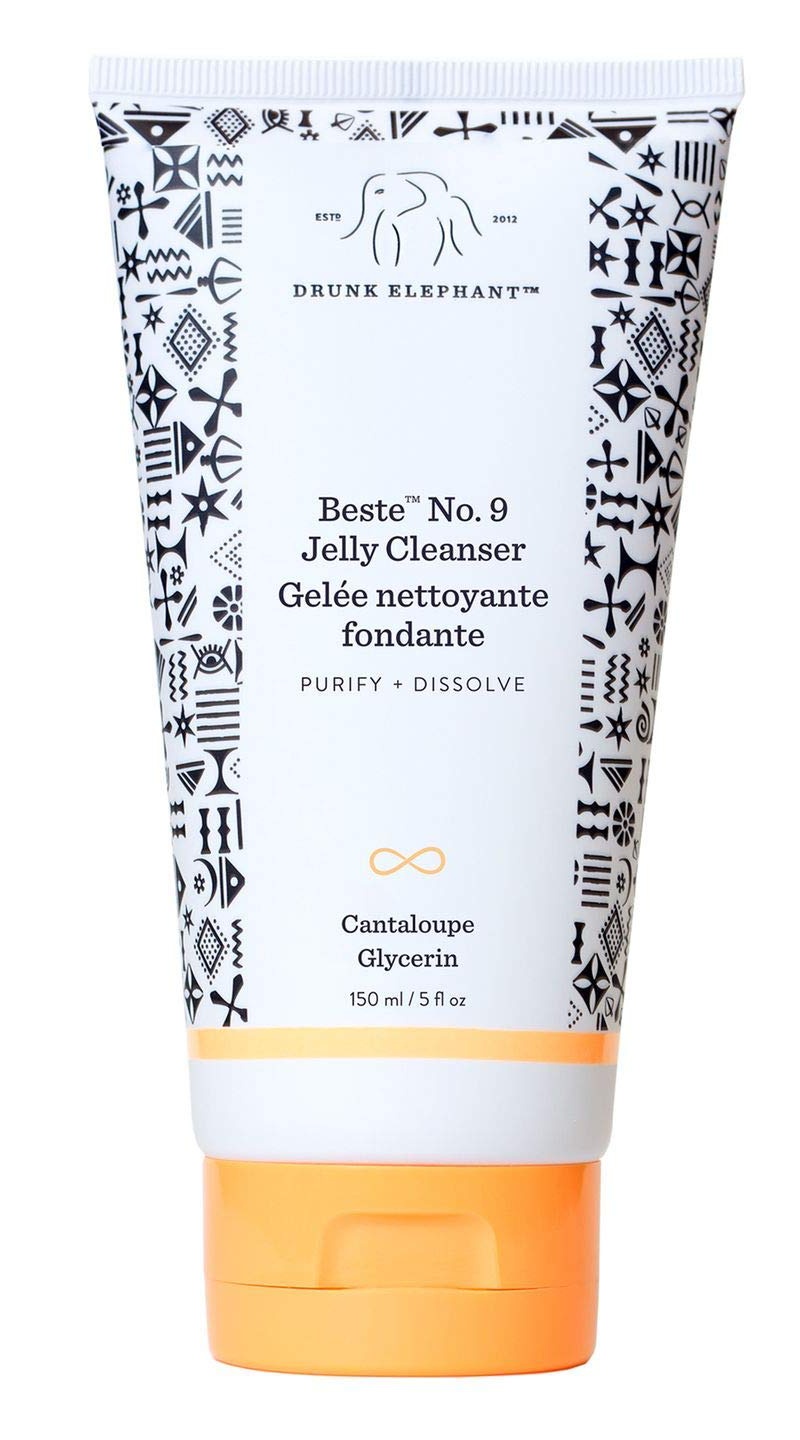 ESTD 2012
DRUNK ELEPHANT™
Beste™ No. 9
Jelly Cleanser
Gelée nettoyante
fondante
PURIFY + DISSOLVE
Cantaloupe
Glycerin
150 ml / 5 fl oz